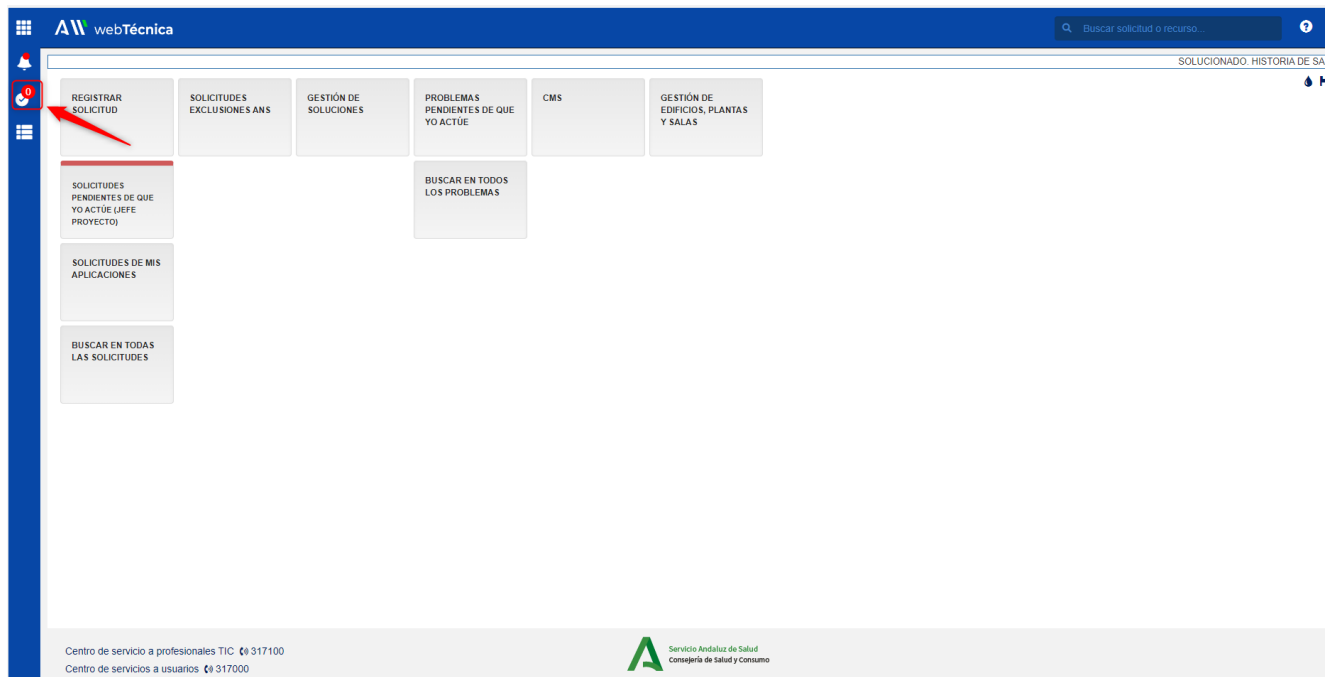 webTécnica
Buscar solicitud o recurso...
SOLUCIONADO. HISTORIA DE SA
0
REGISTRAR
SOLICITUD
SOLICITUDES
EXCLUSIONES ANS
GESTIÓN DE
SOLUCIONES
PROBLEMAS
PENDIENTES DE QUE
YO ACTÚE
CMS
GESTIÓN DE
EDIFICIOS, PLANTAS
Y SALAS
SOLICITUDES
PENDIENTES DE QUE
YO ACTÚE (JEFE
PROYECTO)
BUSCAR EN TODOS
LOS PROBLEMAS
SOLICITUDES DE MIS
APLICACIONES
BUSCAR EN TODAS
LAS SOLICITUDES
Centro de servicio a profesionales TIC 317100
Centro de servicios a usuarios 317000
Servicio Andaluz de Salud
Consejería de Salud y Consumo